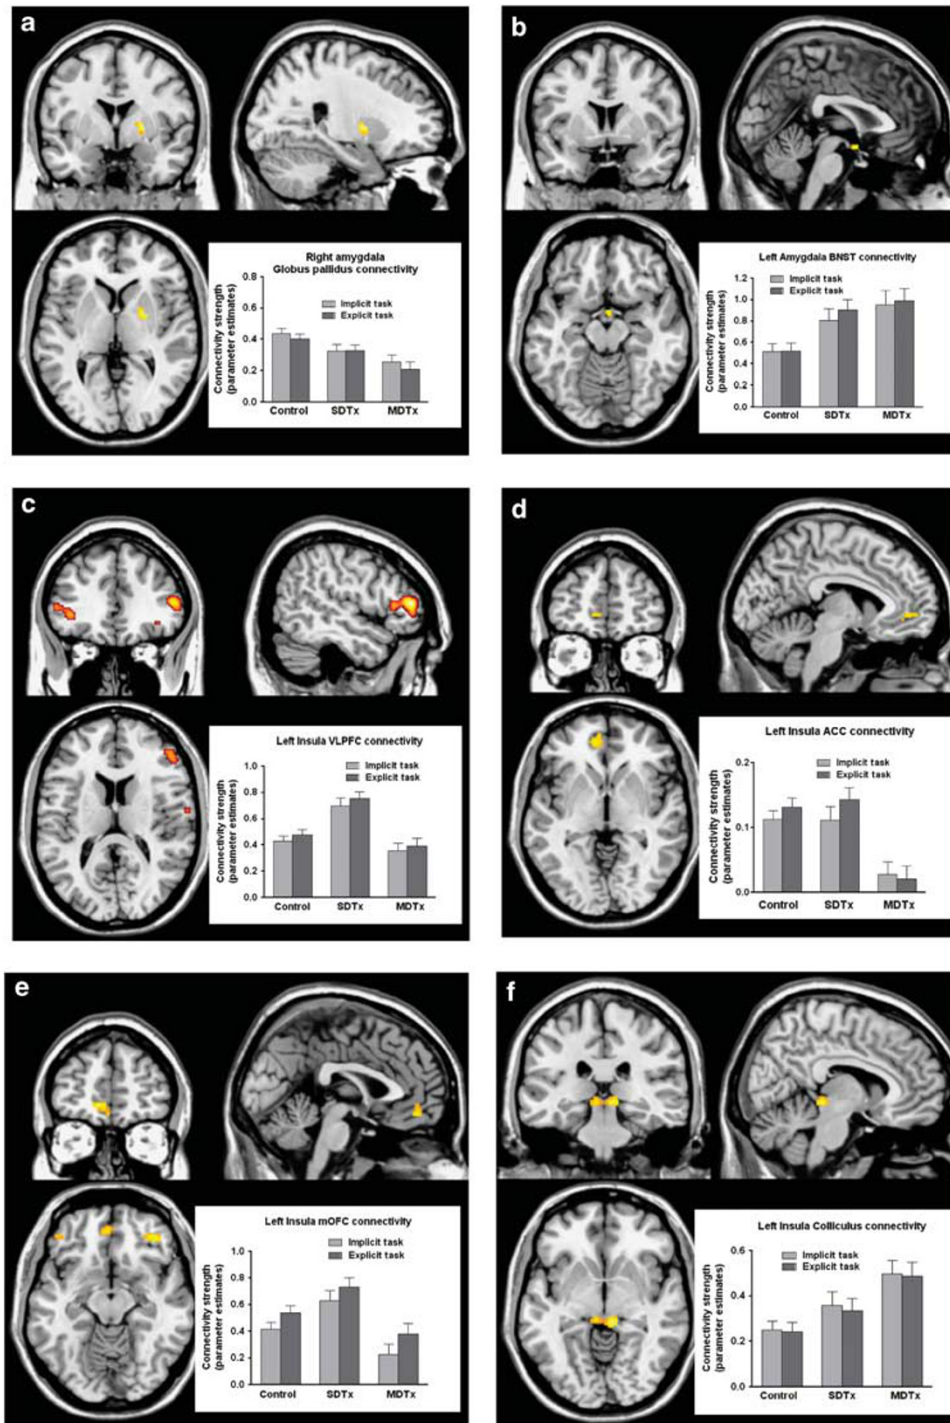 a
Right amygdala
Globus pallidus connectivity
Connectivity strength
(parameter estimates)
0.8
0.6
0.4
0.2
0.0
Implicit task
Explicit task
Control SDTx MDTx
b
Left Amygdala BNST connectivity
Connectivity strength
(parameter estimates)
1.2
1.0
0.8
0.6
0.4
0.2
0.0
Implicit task
Explicit task
Control SDTx MDTx
c
Left Insula VLPFC connectivity
Connectivity strength
(parameter estimates)
1.0
0.8
0.6
0.4
0.2
0.0
Implicit task
Explicit task
Control SDTx MDTx
d
Left Insula ACC connectivity
Connectivity strength
(parameter estimates)
0.2
0.1
0.0
Implicit task
Explicit task
Control SDTx MDTx
e
Left Insula mOFC connectivity
Connectivity strength
(parameter estimates)
1.0
0.8
0.6
0.4
0.2
0.0
Implicit task
Explicit task
Control SDTx MDTx
f
Left Insula Colliculus connectivity
Connectivity strength
(parameter estimates)
0.6
0.4
0.2
0.0
Implicit task
Explicit task
Control SDTx MDTx